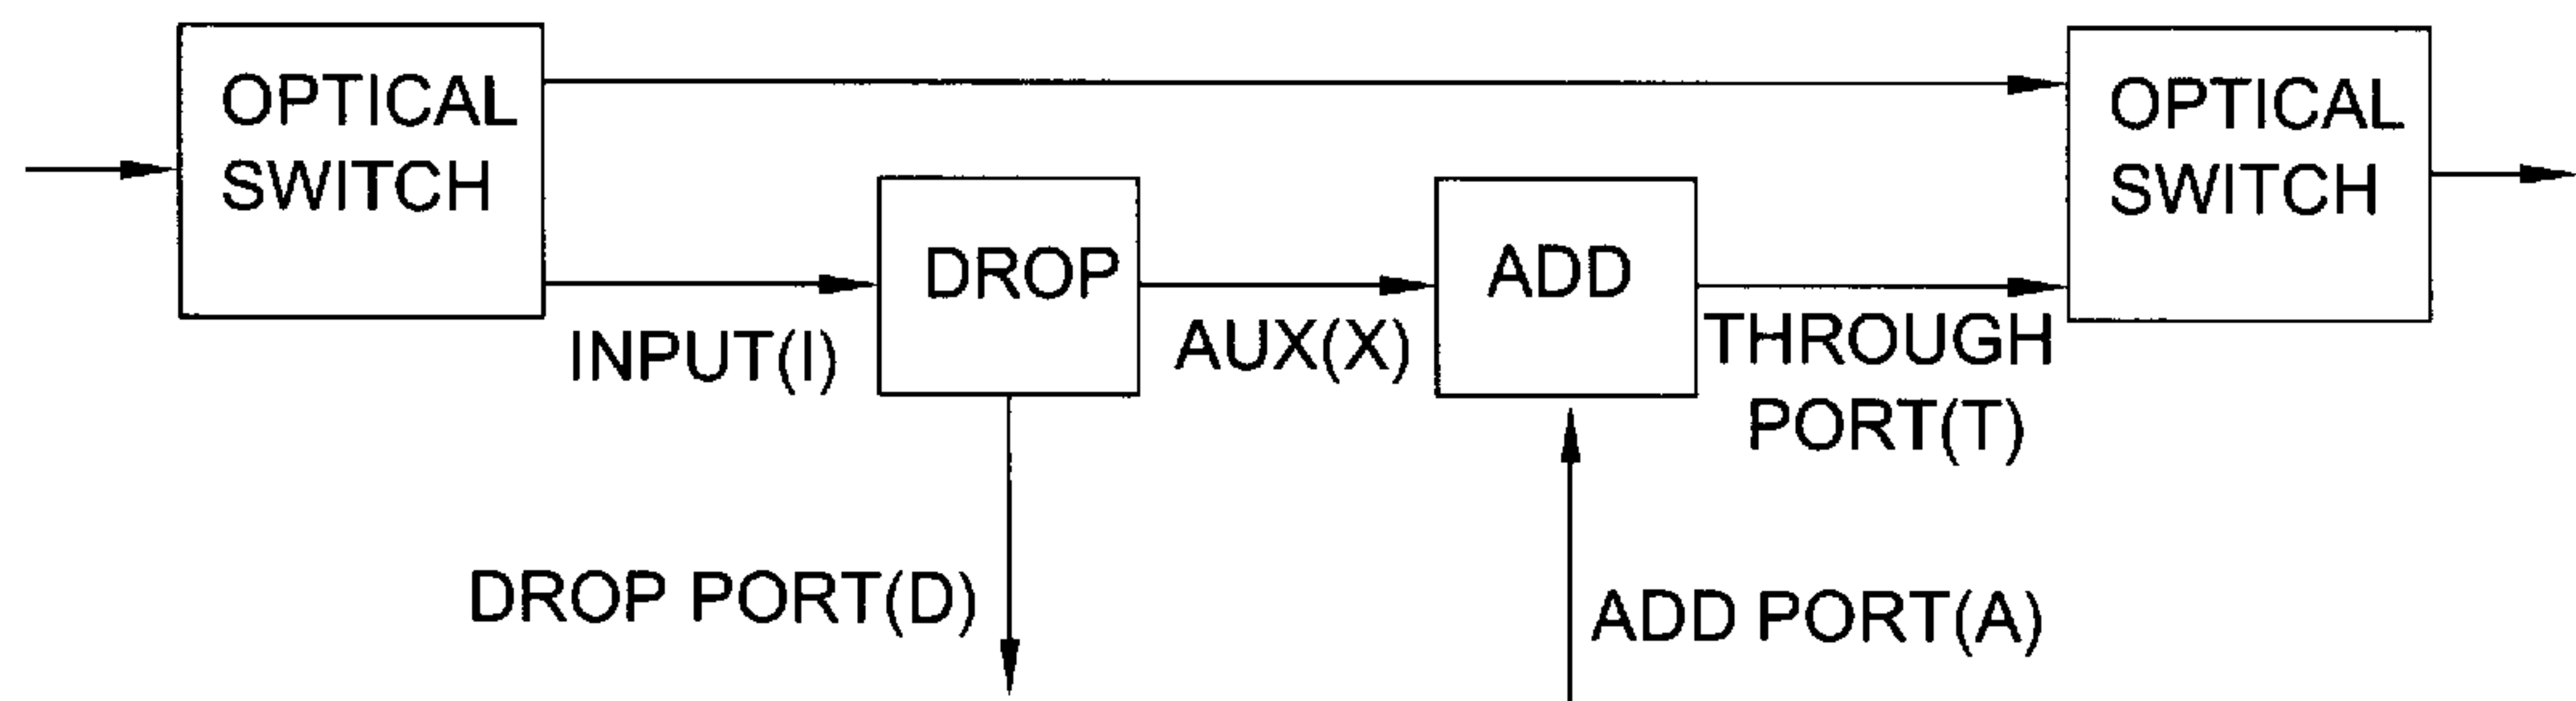 OPTICAL
SWITCH
INPUT(I)
DROP
DROP PORT(D)
AUX(X)
ADD
ADD PORT(A)
THROUGH
PORT(T)
OPTICAL
SWITCH